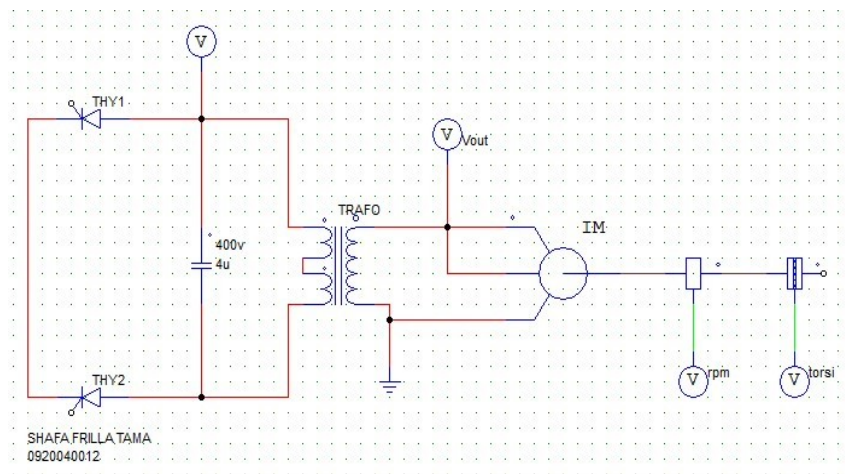 V
THY1
V
Vout
TRAFO
IM
400v
4u
THY2
V
rpm
V
torsi
SHAFA FRILLA TAMA
0920040012